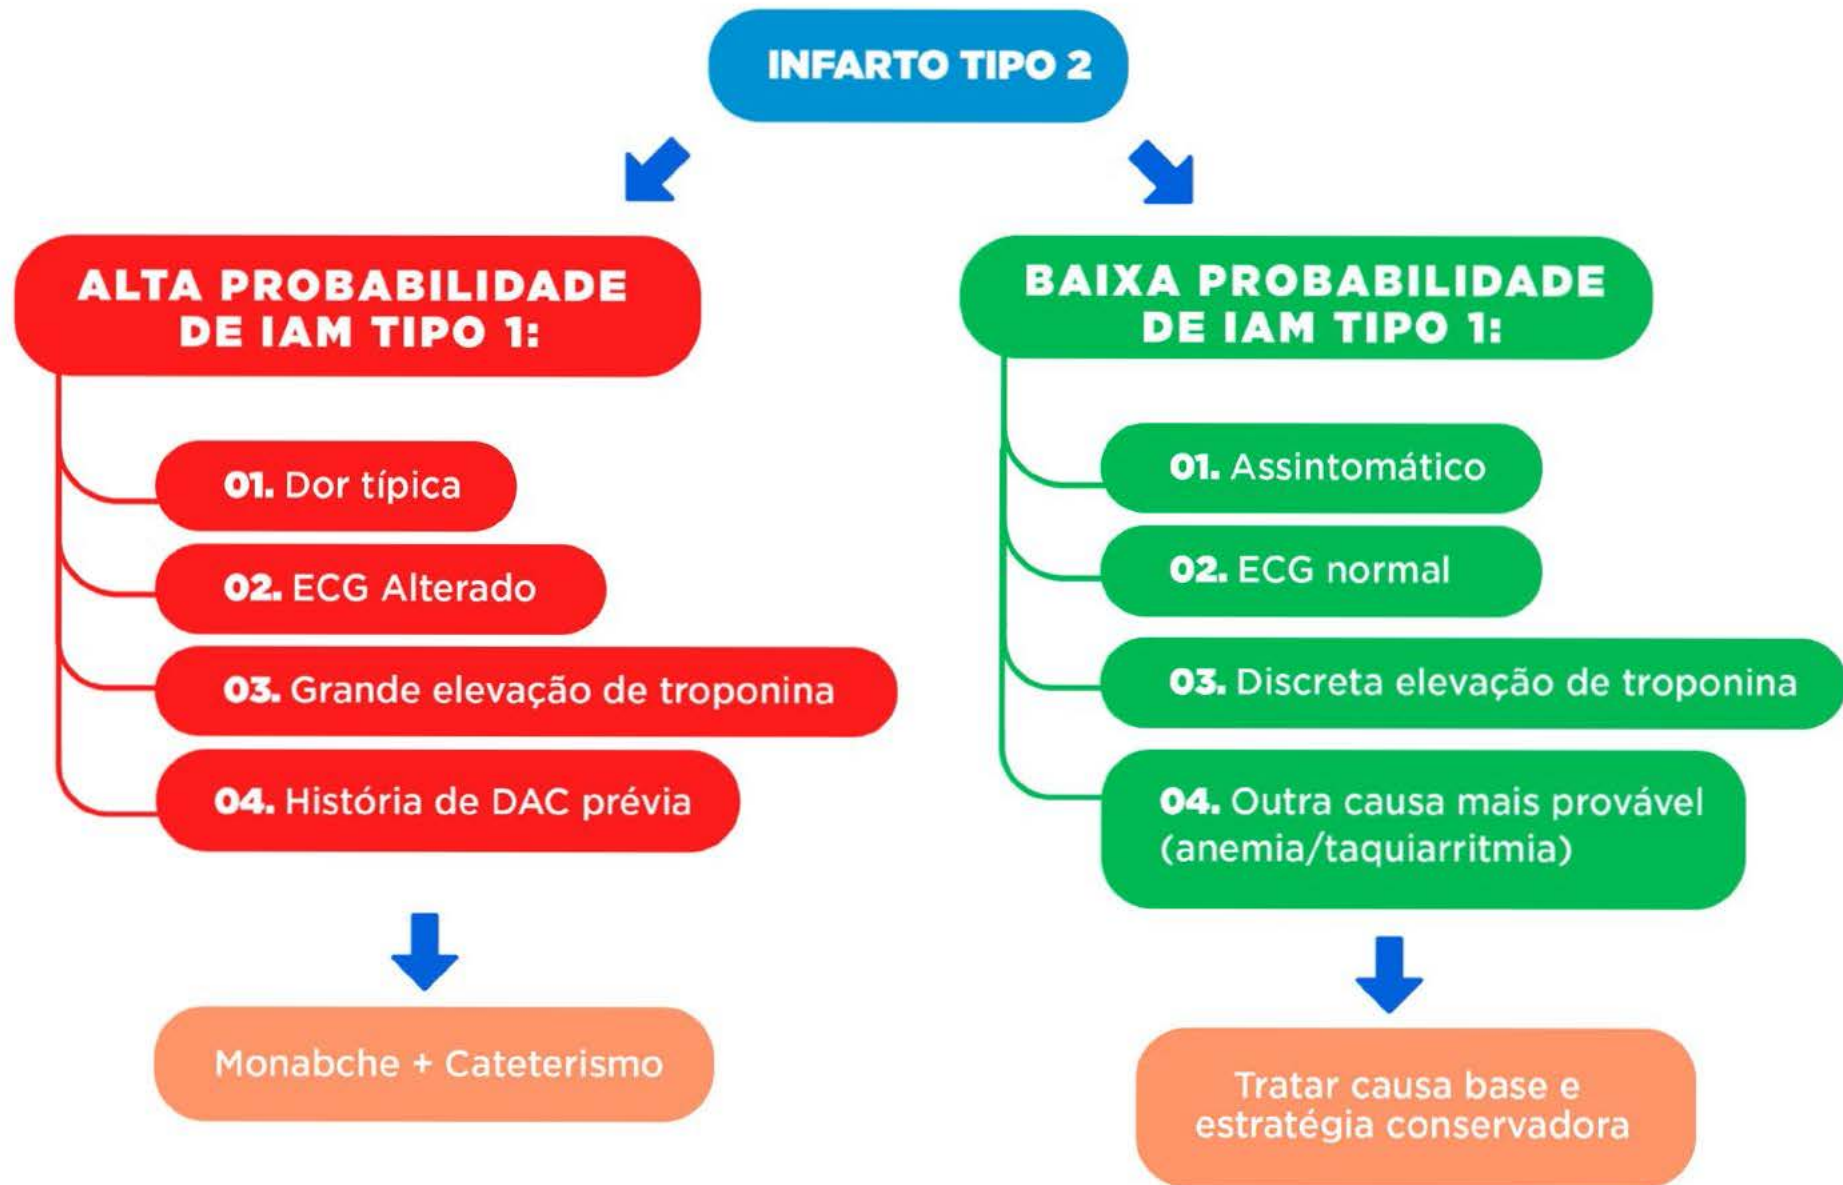 INFARTO TIPO 2
ALTA PROBABILIDADE
DE IAM TIPO 1:
01. Dor típica
02. ECG Alterado
03. Grande elevação de troponina
04. História de DAC prévia
Monabche + Cateterismo
BAIXA PROBABILIDADE
DE IAM TIPO 1:
01. Assintomático
02. ECG normal
03. Discreta elevação de troponina
04. Outra causa mais provável
(anemia/taquiarritmia)
Tratar causa base e
estratégia conservadora